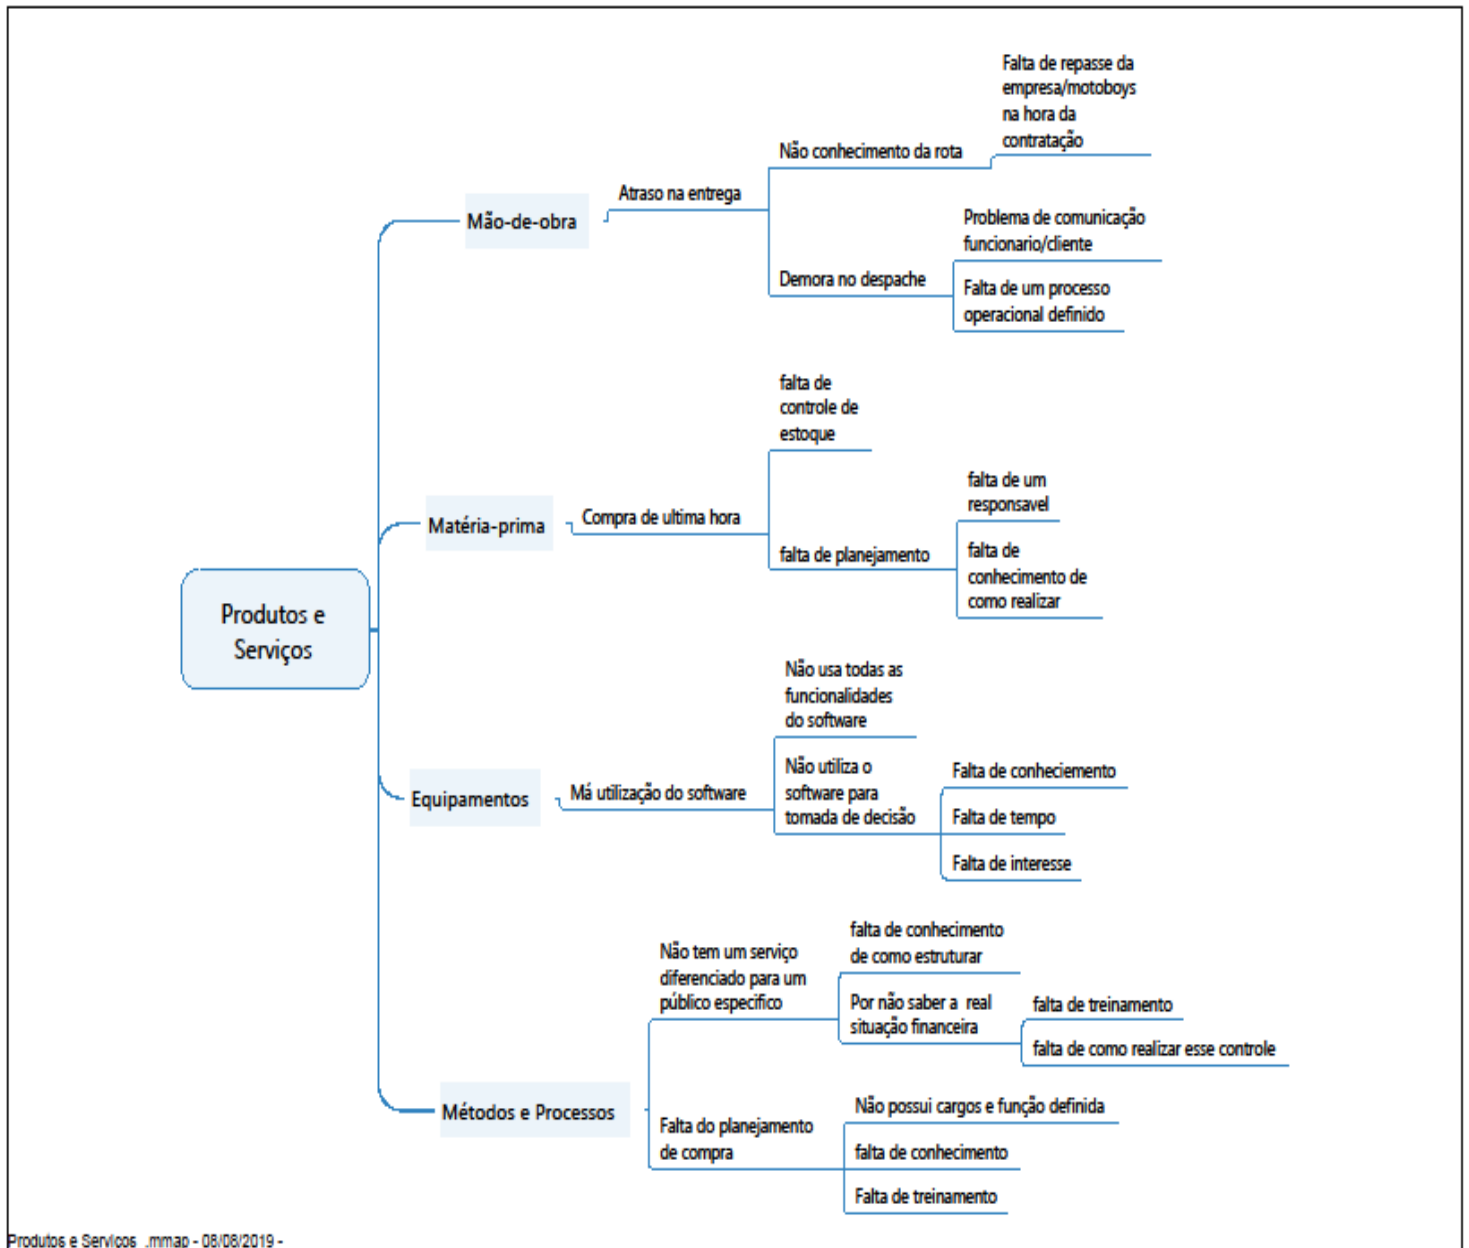 Falta de repasse da
empresa/motoboys
na hora da
contratação
Não conhecimento da rota
Atraso na entrega
Mão-de-obra
Problema de comunicação
funcionario/cliente
Demora no despache
Falta de um processo
operacional definido
falta de
controle de
estoque
falta de um
responsavel
Compra de ultima hora
Matéria-prima
falta de planejamento
falta de
conhecimento de
como realizar
Produtos e
Serviços
Não usa todas as
funcionalidades
do software
Não utiliza o
software para
tomada de decisão
Falta de conheciemento
Má utilização do software
Equipamentos
Falta de tempo
Falta de interesse
falta de conhecimento
de como estruturar
Não tem um serviço
diferenciado para um
público especifico
Por não saber a real
situação financeira
falta de treinamento
falta de como realizar esse controle
Métodos e Processos
Não possui cargos e função definida
Falta do planejamento
de compra
falta de conhecimento
Falta de treinamento
Produtos e Serviços .mmap - 08/08/2019 -